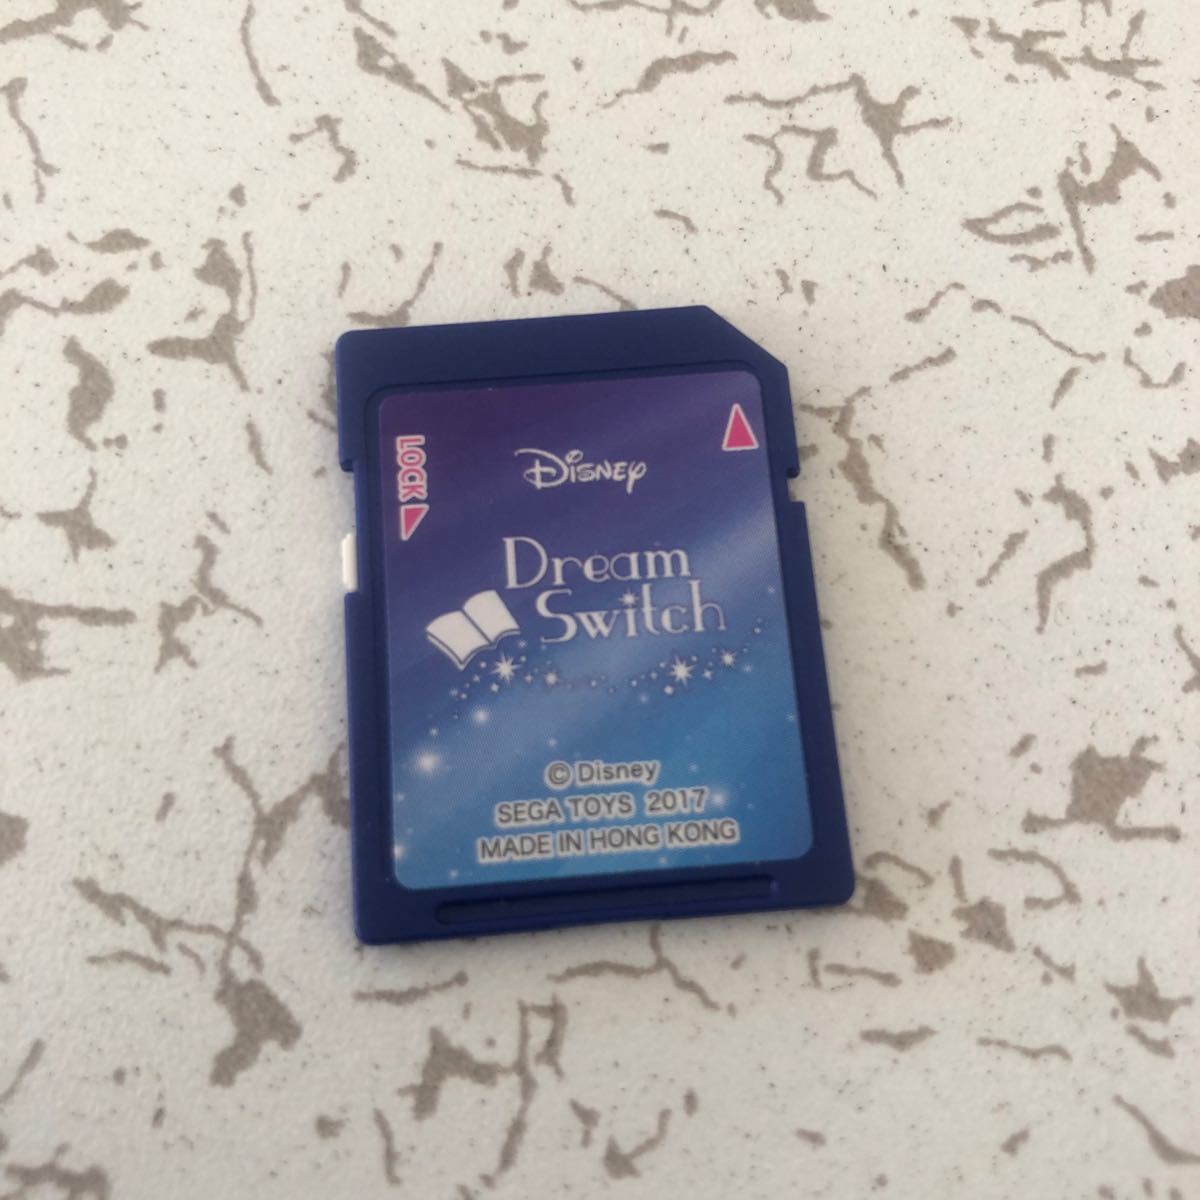 LOCK
Disney
Dream
Switch
© Disney
SEGA TOYS 2017
MADE IN HONG KONG